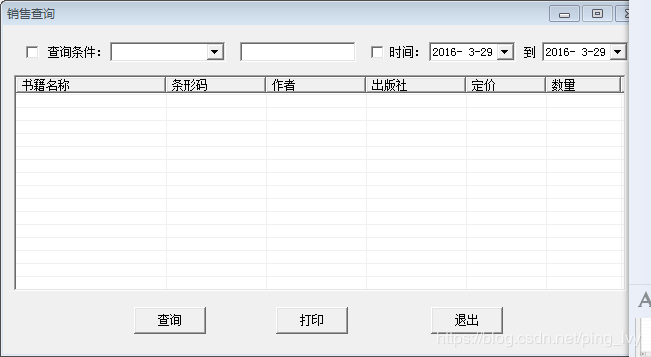 销售查询
查询条件： 时间： 2016- 3-29 到 2016- 3-29
书籍名称 条形码 作者 出版社 定价 数量
查询 打印 退出
A
https://blog.csdn.net/ping_lvy